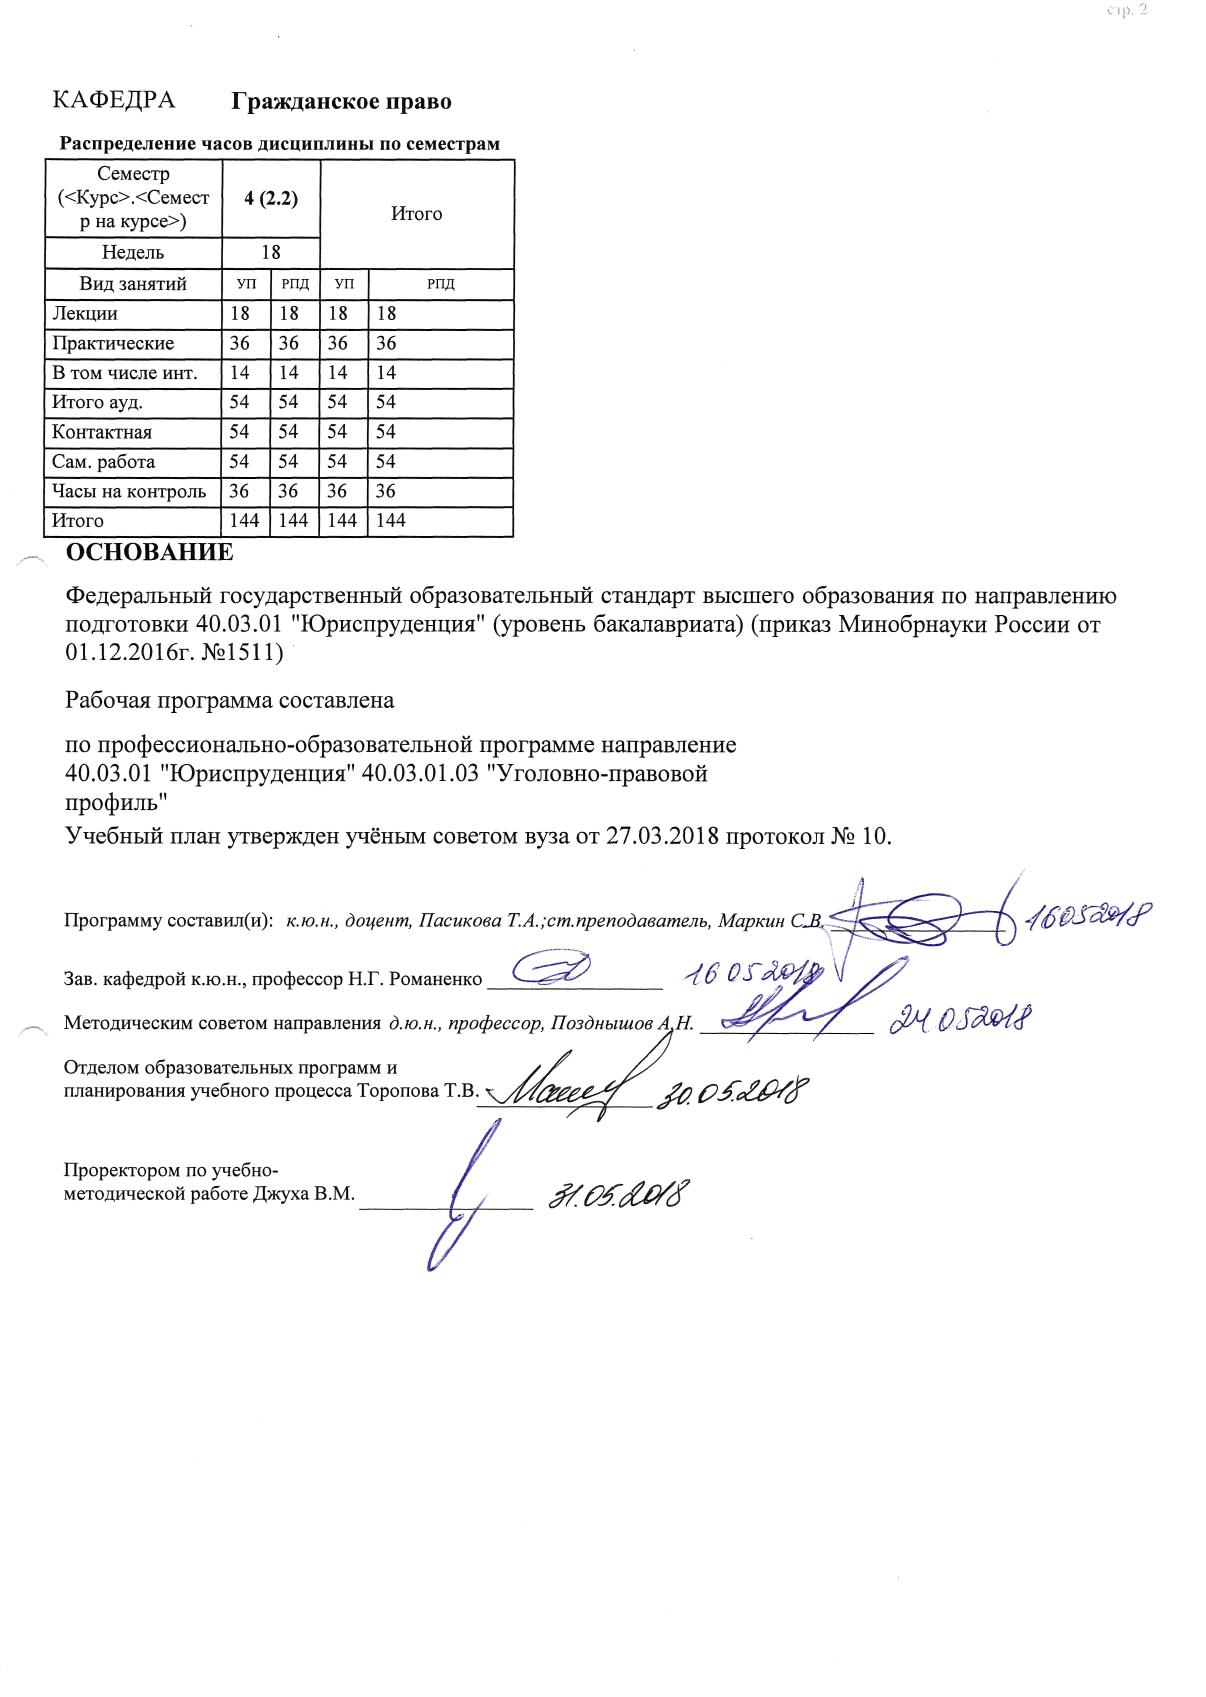 стр. 2
КАФЕДРА Гражданское право
Распределение часов дисциплины по семестрам
Семестр
(<Курс>.<Семест
р на курсе>) 4 (2.2) Итого
Недель 18
Вид занятий УП РПД УП РПД
Лекции 18 18 18 18
Практические 36 36 36 36
В том числе инт. 14 14 14 14
Итого ауд. 54 54 54 54
Контактная 54 54 54 54
Сам. работа 54 54 54 54
Часы на контроль 36 36 36 36
Итого 144 144 144 144
ОСНОВАНИЕ
Федеральный государственный образовательный стандарт высшего образования по направлению
подготовки 40.03.01 "Юриспруденция" (уровень бакалавриата) (приказ Минобрнауки России от
01.12.2016г. №1511)
Рабочая программа составлена
по профессионально-образовательной программе направление
40.03.01 "Юриспруденция" 40.03.01.03 "Уголовно-правовой
профиль"
Учебный план утвержден учёным советом вуза от 27.03.2018 протокол № 10.
Программу составил(и): к.ю.н., доцент, Пасикова Т.А.;ст.преподаватель, Маркин С.В. 16052018
Зав. кафедрой к.ю.н., профессор Н.Г. Романенко 16 05 2018
Методическим советом направления д.ю.н., профессор, Позднышов А.Н. 24.052018
Отделом образовательных программ и
планирования учебного процесса Торопова Т.В. 30.05.2018
Проректором по учебно-
методической работе Джуха В.М. 31.05.2018